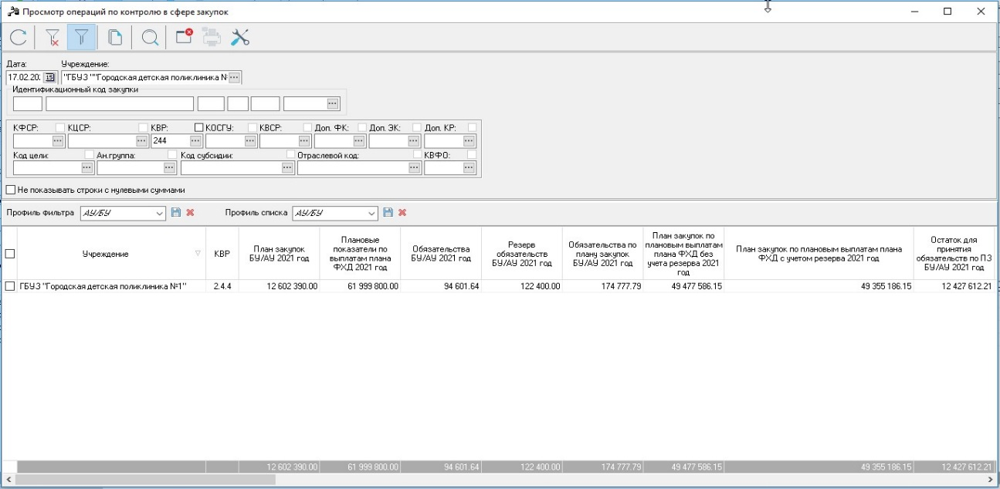 Просмотр операций по контролю в сфере закупок
Дата: Учреждение:
17.02.20: 15 "ГБУЗ ""Городская детская поликлиника № ...
Идентификационный код закупки
...
КФСР: КЦСР: КВР: КОСГУ: КВСР: Доп. ФК: Доп. ЭК: Доп. КР:
... ... 244 ... ... ... ... ... ...
Код цели: Ан.группа: Код субсидии: Отраслевой код: КВФО:
... ... ... ... ...
Не показывать строки с нулевыми суммами
Профиль фильтра АУ/БУ Профиль списка АУ/БУ
Учреждение
КВР
План закупок
БУ/АУ 2021 год
Плановые
показатели по
выплатам плана
ФХД 2021 год
Обязательства
БУ/АУ 2021 год
Резерв
обязательств
БУ/АУ 2021 год
Обязательства по
плану закупок
БУ/АУ 2021 год
План закупок по
плановым выплатам
плана ФХД без
учета резерва 2021
год
План закупок по плановым выплатам плана
ФХД с учетом резерва 2021 год
Остаток для
принятия
обязательств по ПЗ
БУ/АУ 2021 год
ГБУЗ "Городская детская поликлиника №1" 2.4.4 12 602 390.00 61 999 800.00 94 601.64 122 400.00 174 777.79 49 477 586.15 49 355 186.15 12 427 612.21
12 602 390.00 61 999 800.00 94 601.64 122 400.00 174 777.79 49 477 586.15 49 355 186.15 12 427 612.21